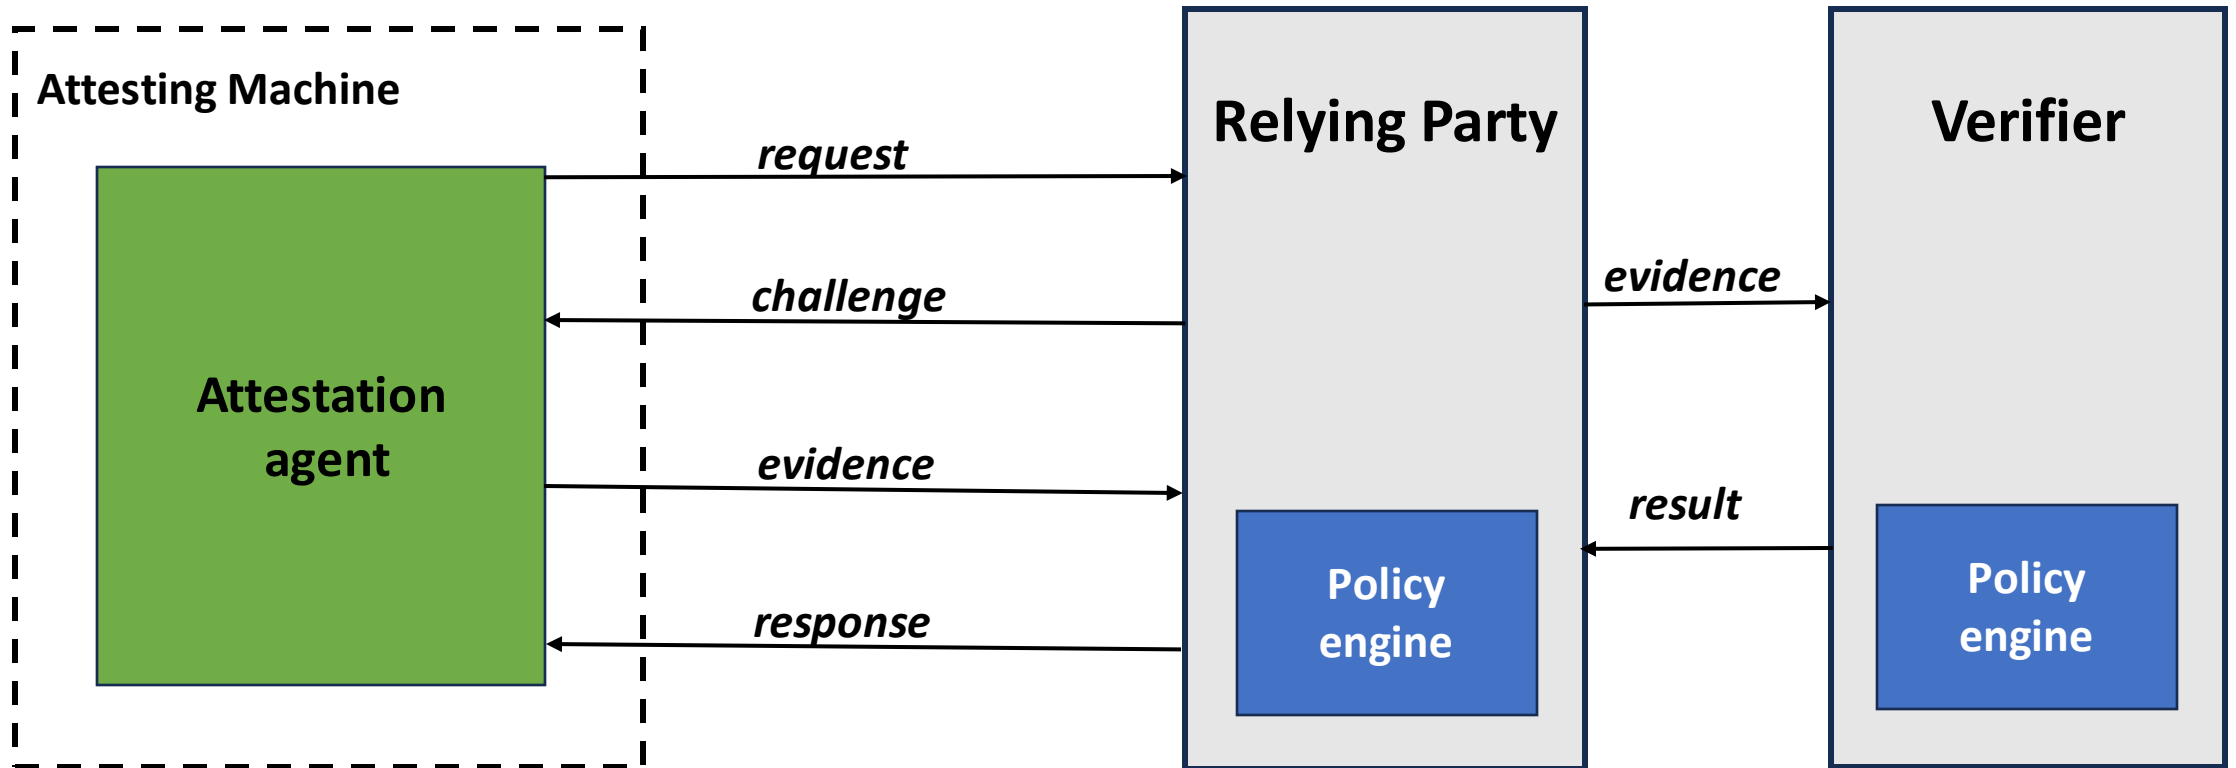 Attesting Machine
Attestation
agent
request
challenge
evidence
response
Relying Party
Policy
engine
evidence
result
Verifier
Policy
engine